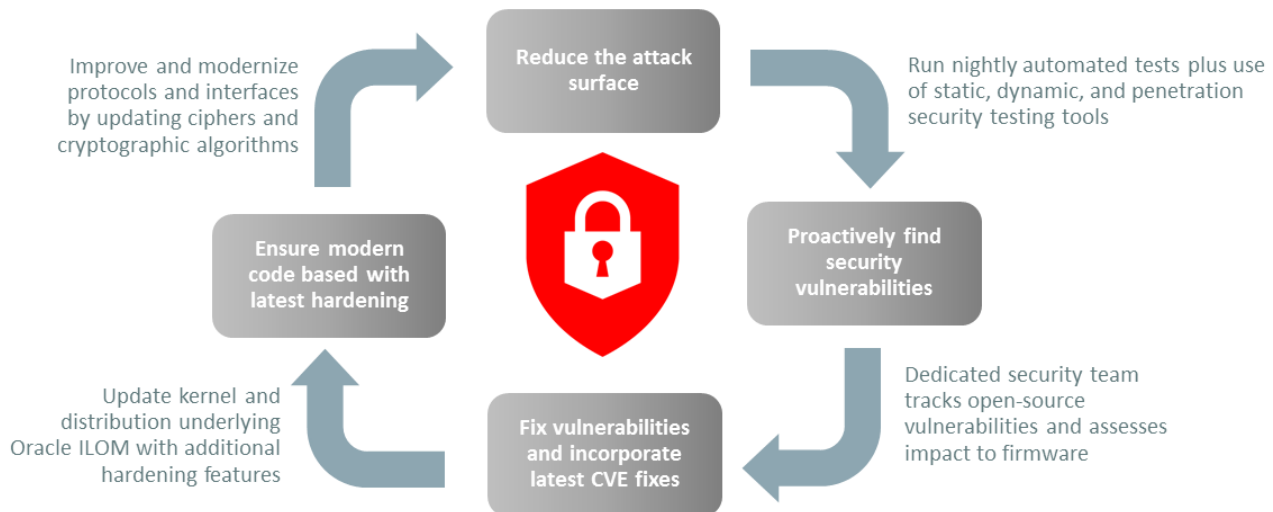 Reduce the attack
surface
Run nightly automated tests plus use
of static, dynamic, and penetration
security testing tools
Proactively find
security
vulnerabilities
Dedicated security team
tracks open-source
vulnerabilities and assesses
impact to firmware
Fix vulnerabilities
and incorporate
latest CVE fixes
Update kernel and
distribution underlying
Oracle ILOM with additional
hardening features
Ensure modern
code based with
latest hardening
Improve and modernize
protocols and interfaces
by updating ciphers and
cryptographic algorithms